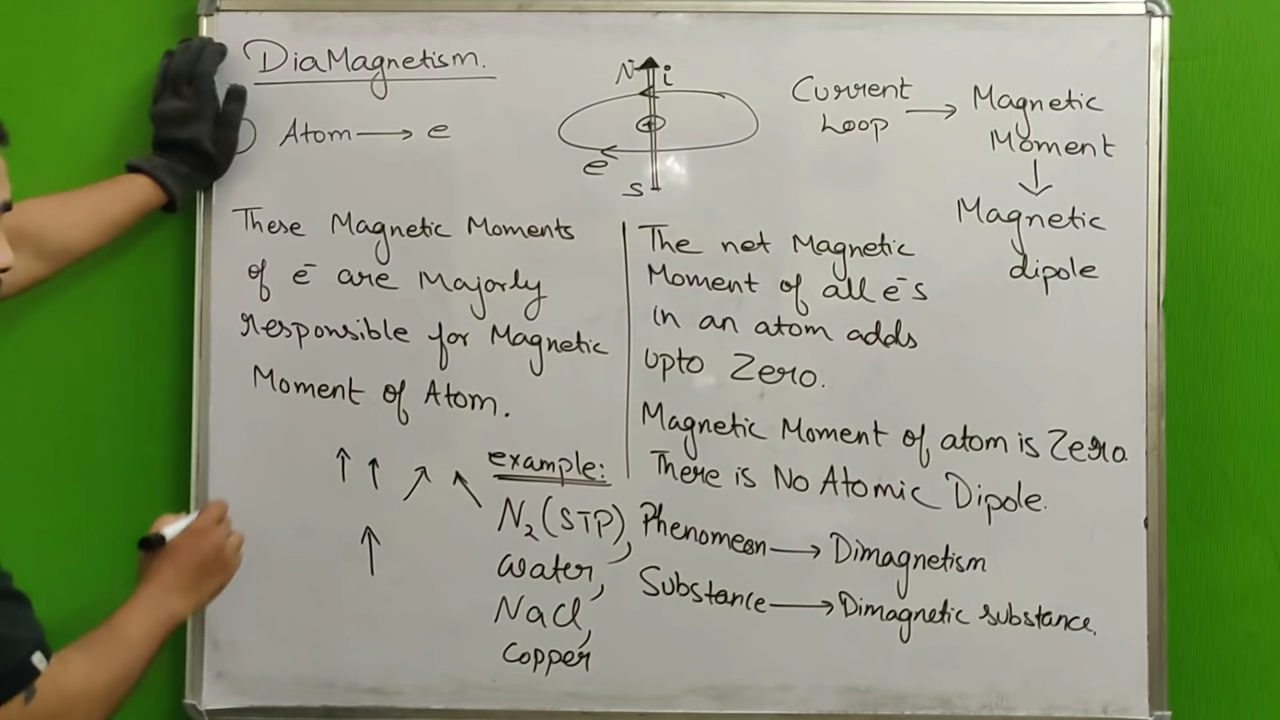 DiaMagnetism.
Atom → e
N i
e
S
Current → Magnetic
Loop Moment
↓
Magnetic
dipole
These Magnetic Moments
of e⁻ are Majorly
responsible for Magnetic
Moment of Atom.
The net Magnetic
Moment of all e⁻s
in an atom adds
upto Zero.
Magnetic Moment of atom is Zero
There is No Atomic Dipole.
example:
N₂(STP),
water,
NaCl,
Copper
Phenomeon → Dimagnetism
Substance → Dimagnetic substance.